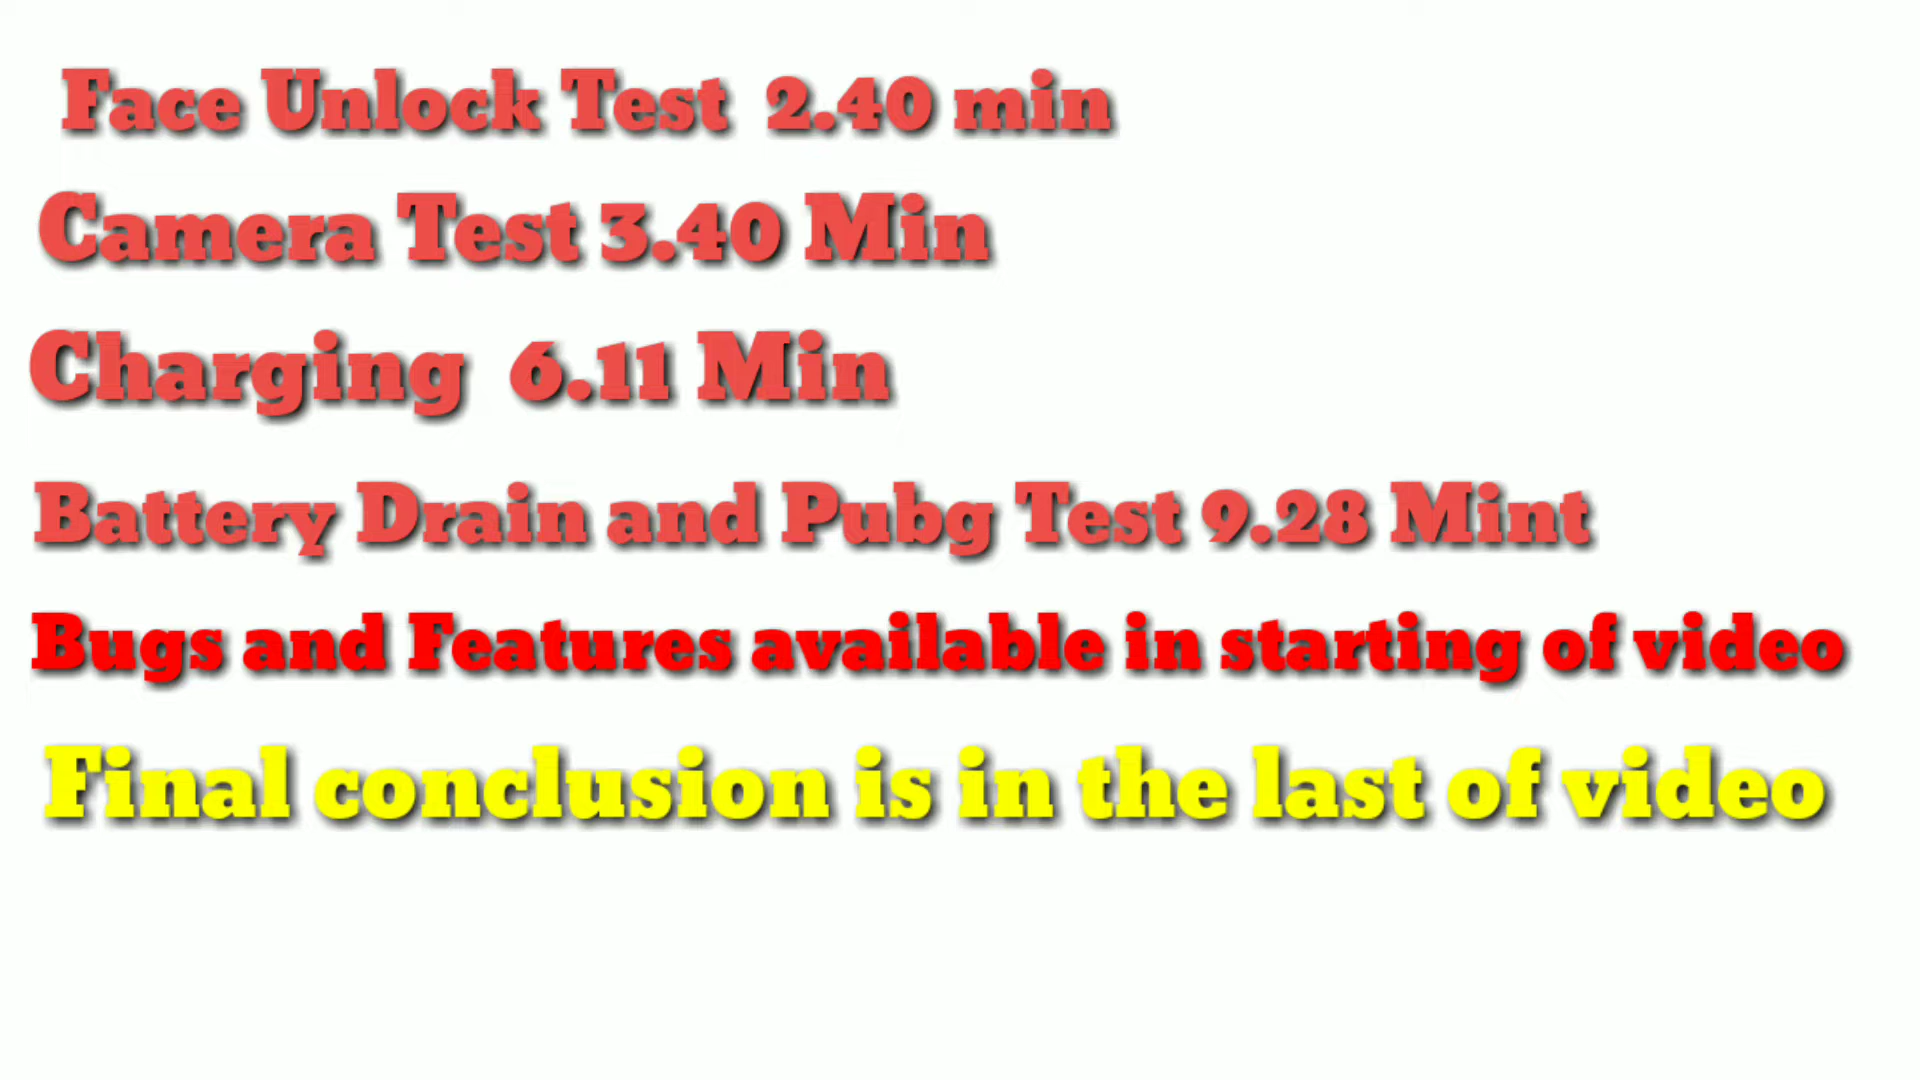 Face Unlock Test 2.40 min
Camera Test 3.40 Min
Charging 6.11 Min
Battery Drain and Pubg Test 9.28 Mint
Bugs and Features available in starting of video
Final conclusion is in the last of video